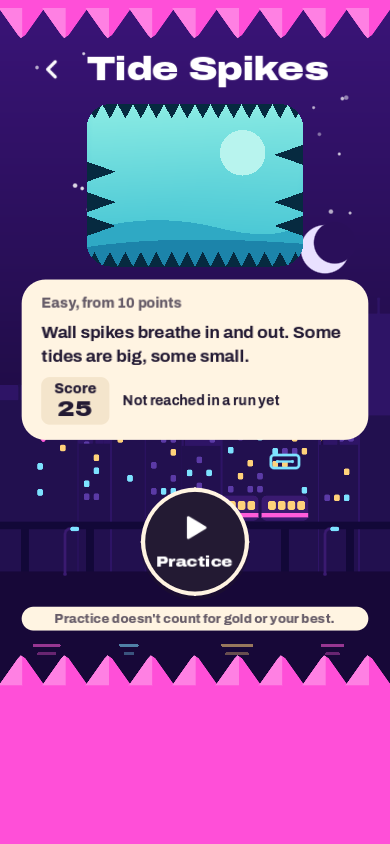 Tide Spikes
Easy, from 10 points
Wall spikes breathe in and out. Some
tides are big, some small.
Score
25
Not reached in a run yet
Practice
Practice doesn't count for gold or your best.